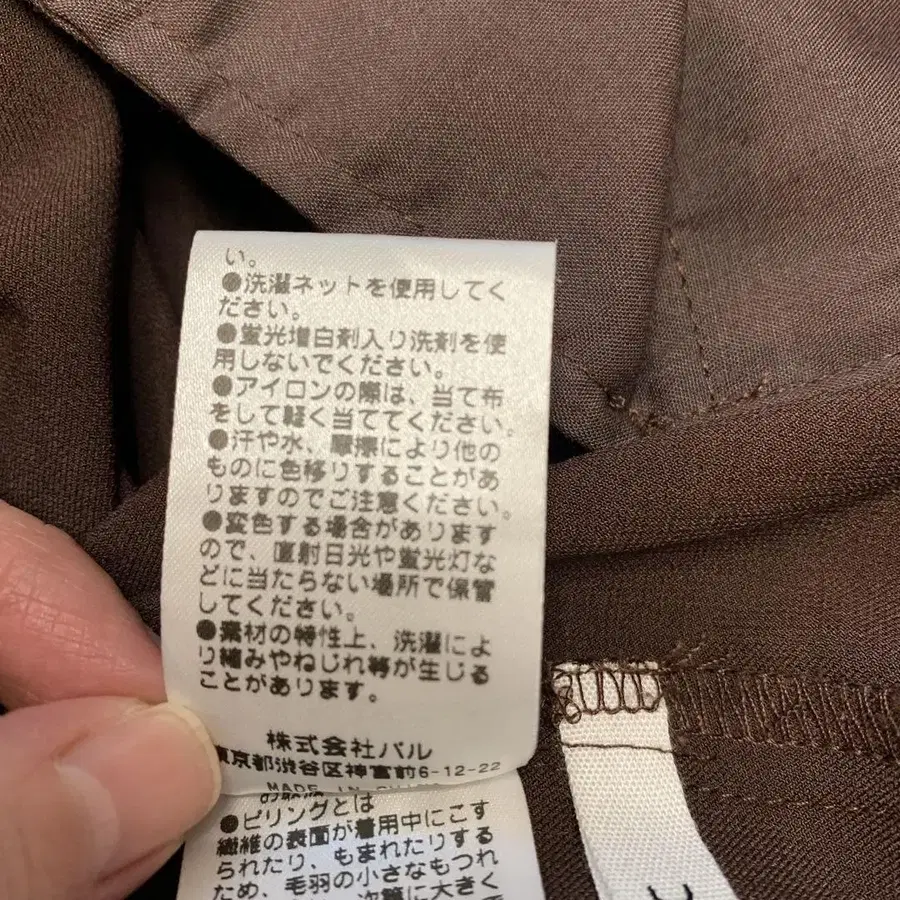 い。
●洗濯ネットを使用してく
ださい。
●蛍光増白剤入り洗剤を使
用しないでください。
●アイロンの際は、当て布
をして軽く当ててください。
●汗や水、摩擦により他の
ものに色移りすることがあ
りますのでご注意ください。
●変色する場合があります
ので、直射日光や蛍光灯な
どに当たらない場所で保管
してください。
●素材の特性上、洗濯によ
り縮みやねじれ等が生じる
ことがあります。
株式会社パル
東京都渋谷区神宮前6-12-22
MADE IN
●ピリングとは
繊維の表面が着用中にこす
られたり、もまれたりする
ため、毛羽の小さなもつれ
次第に大きく